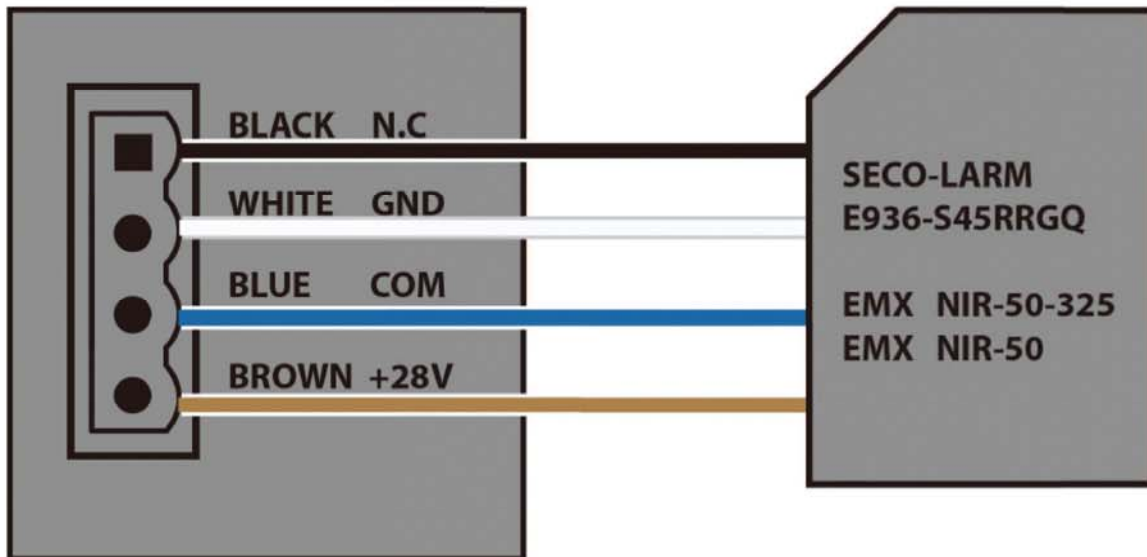 BLACK N.C
WHITE GND
BLUE COM
BROWN +28V
SECO-LARM
E936-S45RRGQ
EMX NIR-50-325
EMX NIR-50